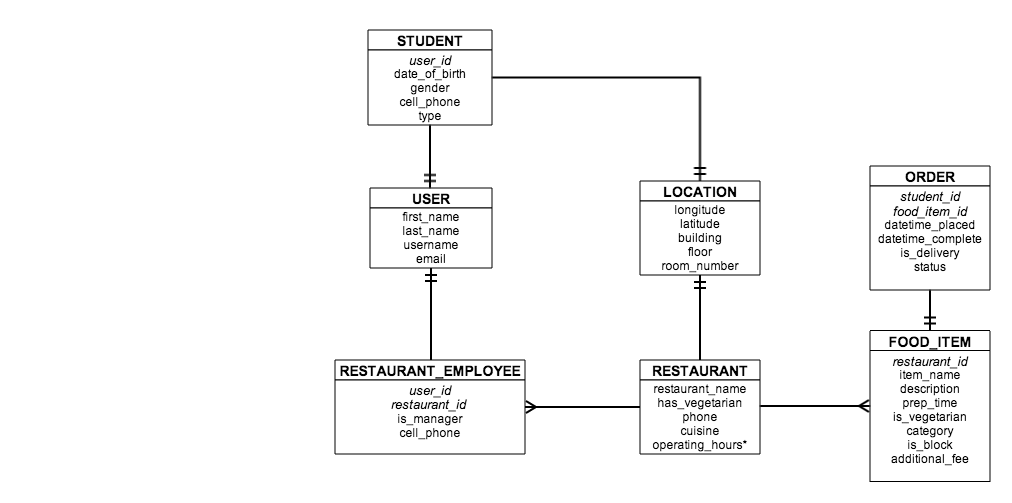 STUDENT
user_id
date_of_birth
gender
cell_phone
type
USER
first_name
last_name
username
email
LOCATION
longitude
latitude
building
floor
room_number
ORDER
student_id
food_item_id
datetime_placed
datetime_complete
is_delivery
status
RESTAURANT_EMPLOYEE
user_id
restaurant_id
is_manager
cell_phone
RESTAURANT
restaurant_name
has_vegetarian
phone
cuisine
operating_hours*
FOOD_ITEM
restaurant_id
item_name
description
prep_time
is_vegetarian
category
is_block
additional_fee